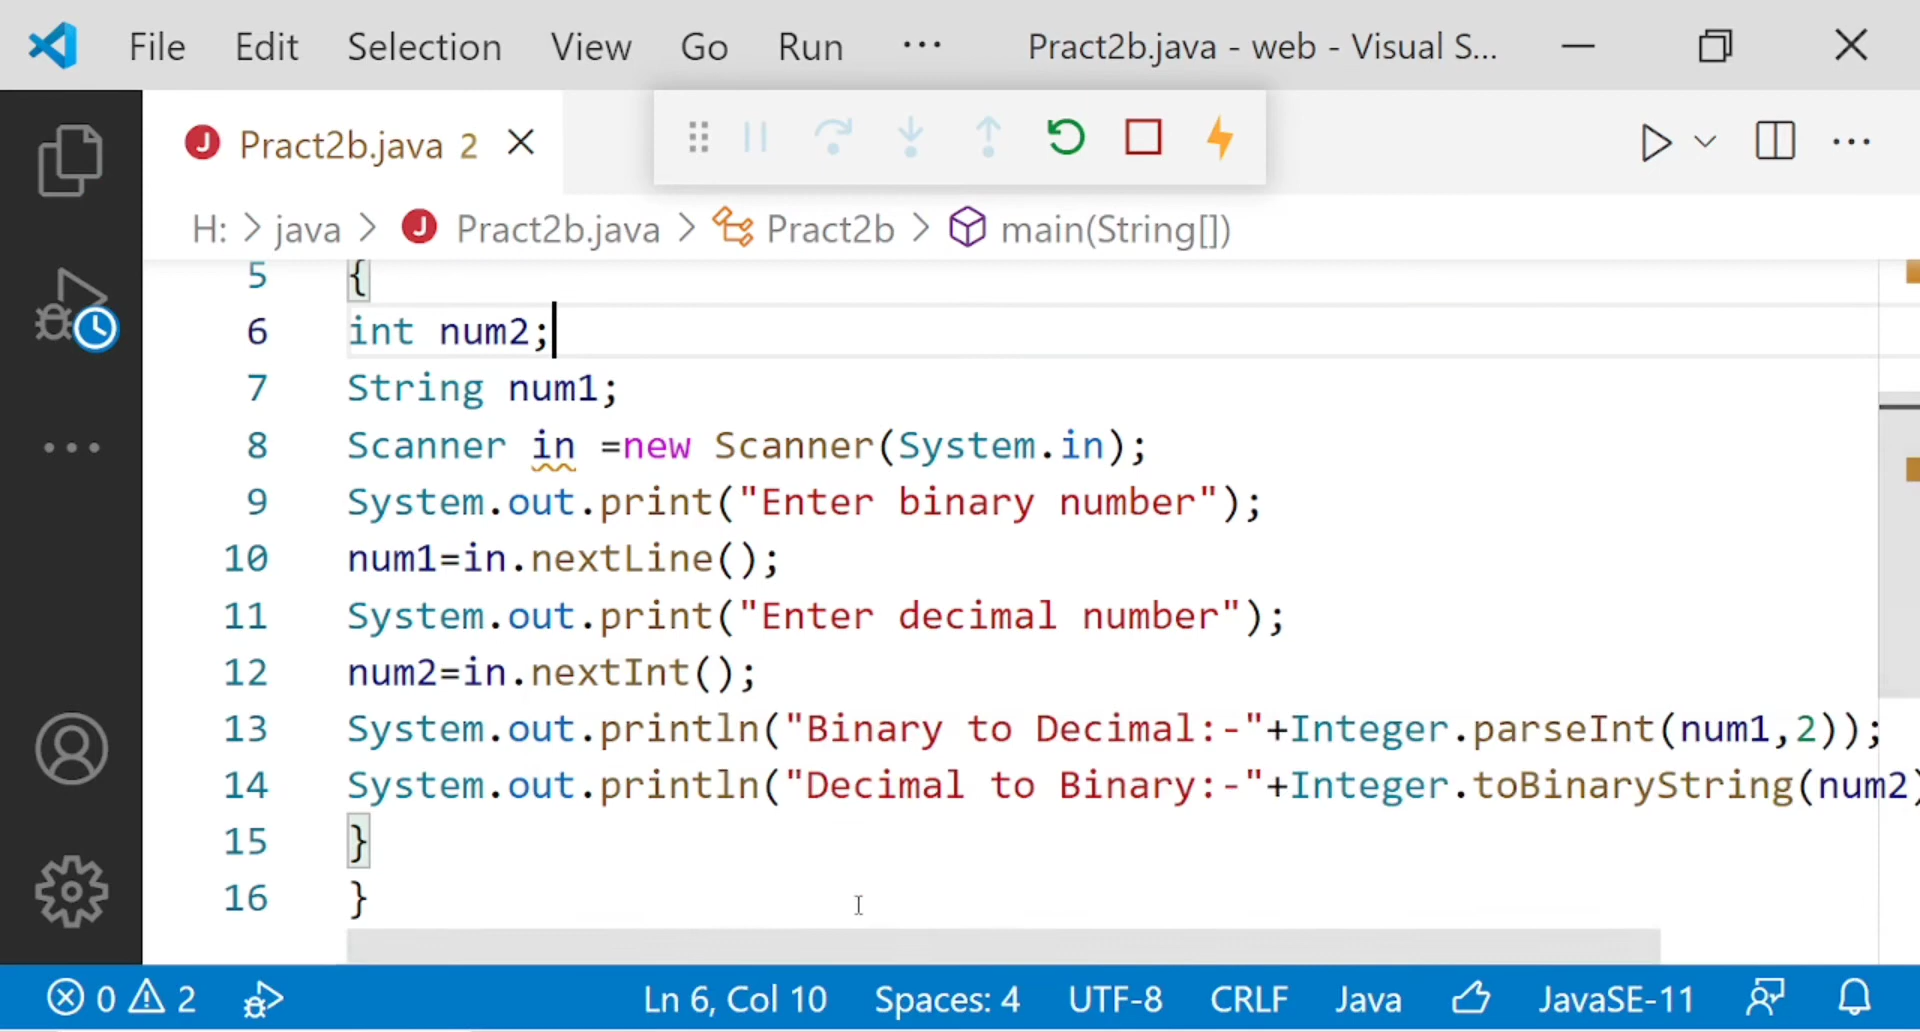 File Edit Selection View Go Run ··· Pract2b.java - web - Visual S...
J Pract2b.java 2
H: > java > J Pract2b.java > Pract2b > main(String[])
5 {
6 int num2;
7 String num1;
8 Scanner in =new Scanner(System.in);
9 System.out.print("Enter binary number");
10 num1=in.nextLine();
11 System.out.print("Enter decimal number");
12 num2=in.nextInt();
13 System.out.println("Binary to Decimal:-"+Integer.parseInt(num1,2));
14 System.out.println("Decimal to Binary:-"+Integer.toBinaryString(num2)
15 }
16 }
0 2 Ln 6, Col 10 Spaces: 4 UTF-8 CRLF Java JavaSE-11